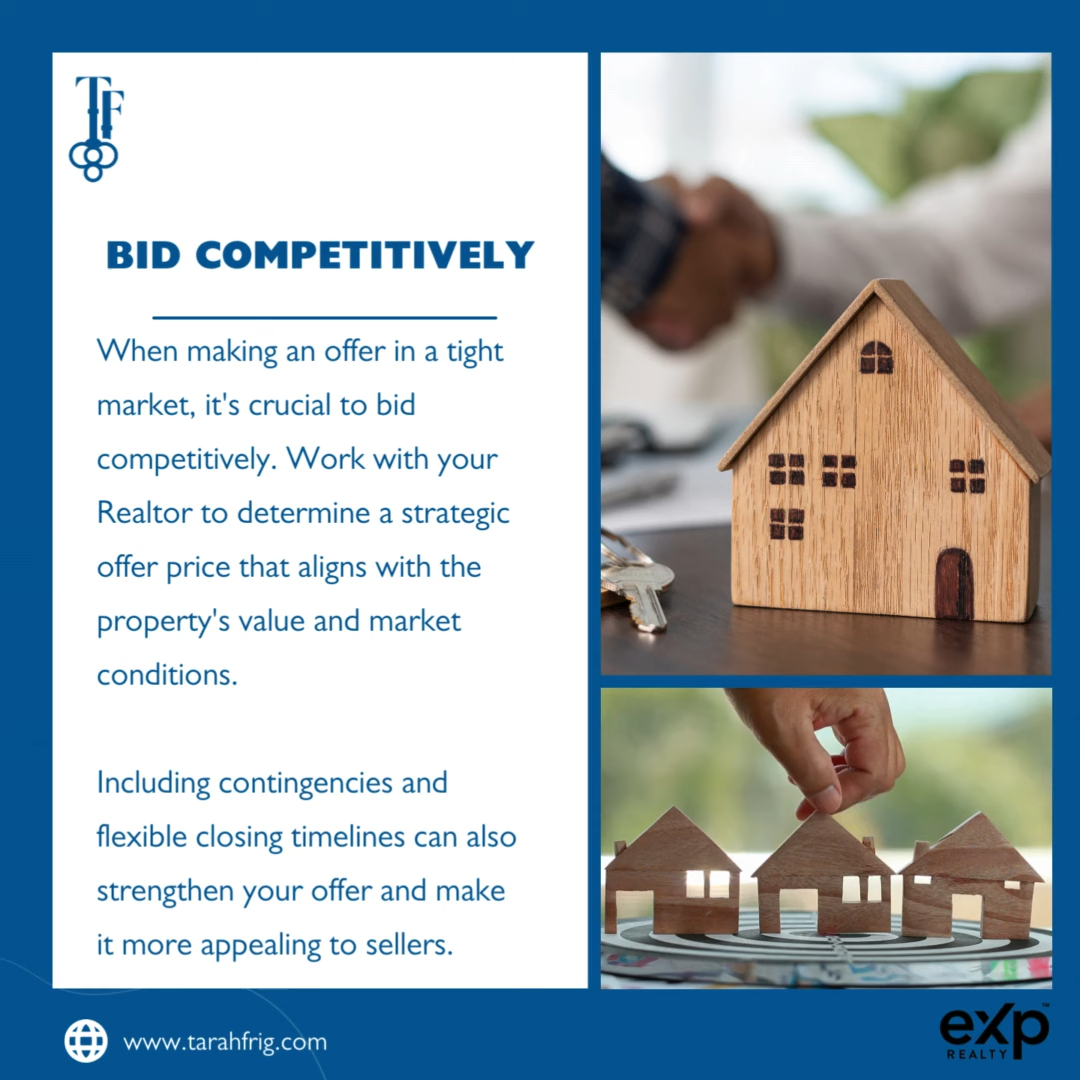 TF
BID COMPETITIVELY
When making an offer in a tight
market, it's crucial to bid
competitively. Work with your
Realtor to determine a strategic
offer price that aligns with the
property's value and market
conditions.
Including contingencies and
flexible closing timelines can also
strengthen your offer and make
it more appealing to sellers.
www.tarahfrig.com
eXp™
REALTY